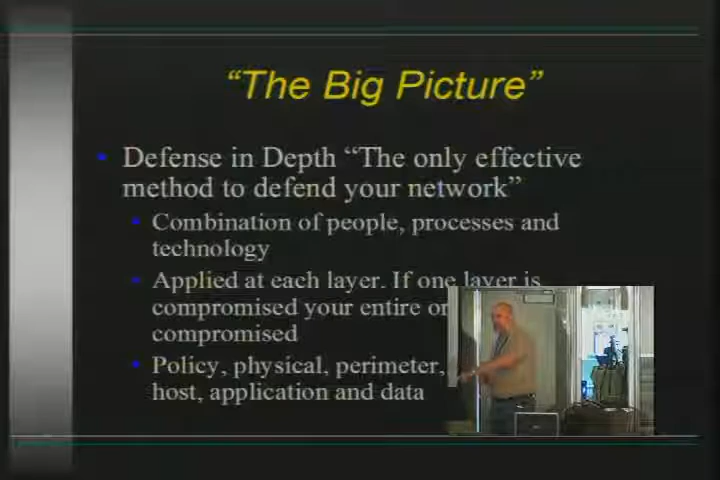 “The Big Picture”
Defense in Depth “The only effective
method to defend your network”
Combination of people, processes and
technology
Applied at each layer. If one layer is
compromised your entire
compromised
Policy, physical, perimeter,
host, application and data